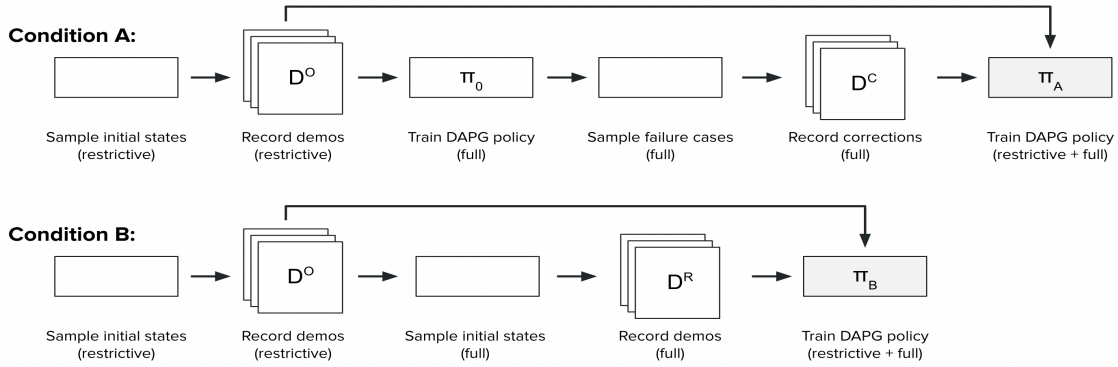 Condition A:
D^O
π_0
D^C
π_A
Sample initial states
(restrictive)
Record demos
(restrictive)
Train DAPG policy
(full)
Sample failure cases
(full)
Record corrections
(full)
Train DAPG policy
(restrictive + full)
Condition B:
D^O
D^R
π_B
Sample initial states
(restrictive)
Record demos
(restrictive)
Sample initial states
(full)
Record demos
(full)
Train DAPG policy
(restrictive + full)